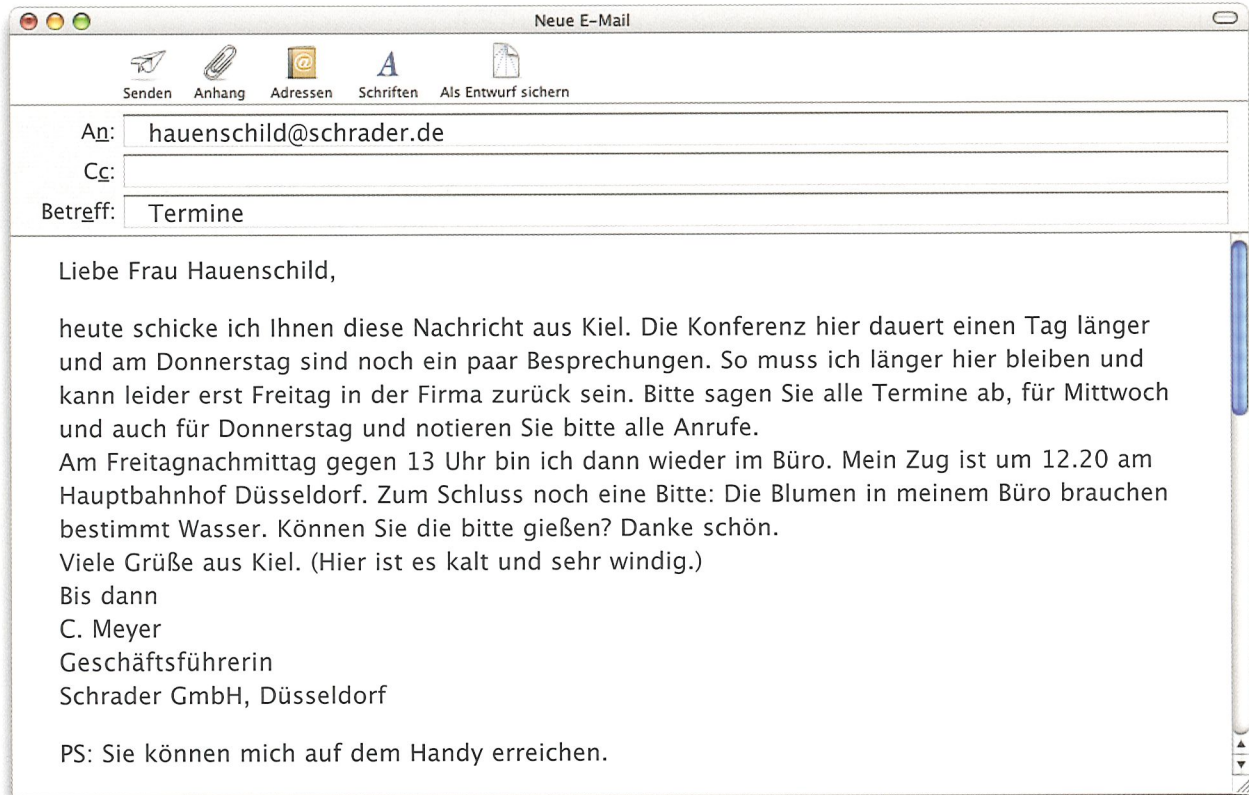 Neue E-Mail
Senden Anhang Adressen Schriften Als Entwurf sichern
An: hauenschild@schrader.de
Cc:
Betreff: Termine
Liebe Frau Hauenschild,
heute schicke ich Ihnen diese Nachricht aus Kiel. Die Konferenz hier dauert einen Tag länger
und am Donnerstag sind noch ein paar Besprechungen. So muss ich länger hier bleiben und
kann leider erst Freitag in der Firma zurück sein. Bitte sagen Sie alle Termine ab, für Mittwoch
und auch für Donnerstag und notieren Sie bitte alle Anrufe.
Am Freitagnachmittag gegen 13 Uhr bin ich dann wieder im Büro. Mein Zug ist um 12.20 am
Hauptbahnhof Düsseldorf. Zum Schluss noch eine Bitte: Die Blumen in meinem Büro brauchen
bestimmt Wasser. Können Sie die bitte gießen? Danke schön.
Viele Grüße aus Kiel. (Hier ist es kalt und sehr windig.)
Bis dann
C. Meyer
Geschäftsführerin
Schrader GmbH, Düsseldorf
PS: Sie können mich auf dem Handy erreichen.